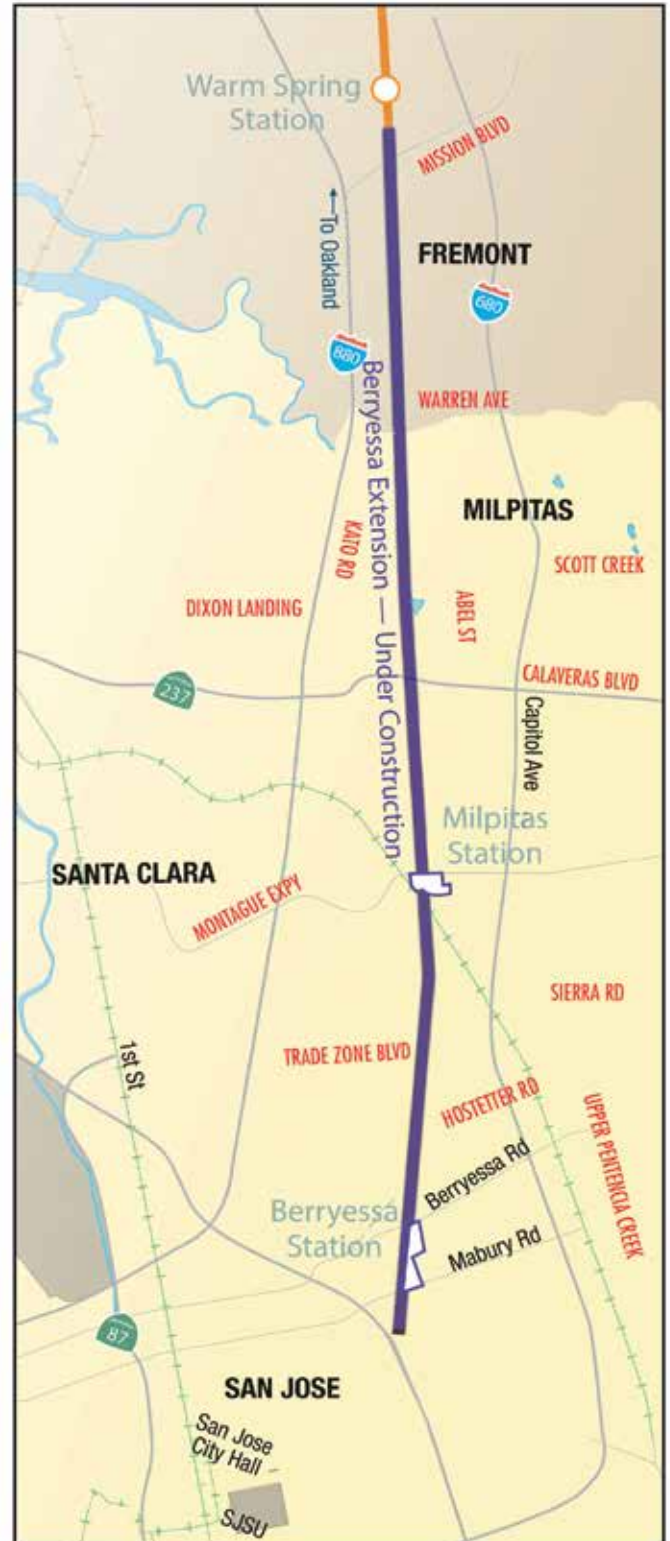 Warm Spring
Station
MISSION BLVD
←To Oakland
FREMONT
680
880
WARREN AVE
Berryessa Extension — Under Construction
MILPITAS
KATO RD
SCOTT CREEK
DIXON LANDING
ABEL ST
CALAVERAS BLVD
237
Capitol Ave
Milpitas
Station
SANTA CLARA
MONTAGUE EXPY
SIERRA RD
1st St
TRADE ZONE BLVD
HOSTETTER RD
UPPER PENTENCIA CREEK
Berryessa Rd
Berryessa
Station
Mabury Rd
87
SAN JOSE
San Jose
City Hall
SJSU